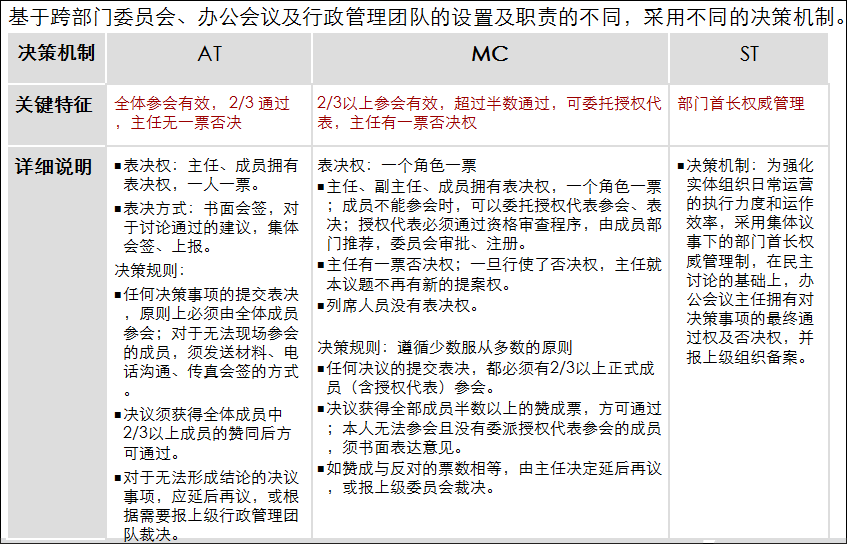 基于跨部门委员会、办公会议及行政管理团队的设置及职责的不同，采用不同的决策机制。
决策机制
AT
MC
ST
关键特征
全体参会有效， 2/3 通过
，主任无一票否决
2/3以上参会有效，超过半数通过，可委托授权代
表，主任有一票否决权
部门首长权威管理
详细说明
■表决权：主任、成员拥有
表决权，一人一票。
■表决方式：书面会签，对
于讨论通过的建议，集体
会签、上报。
决策规则：
■任何决策事项的提交表决
，原则上必须由全体成员
参会；对于无法现场参会
的成员，须发送材料、电
话沟通、传真会签的方式
。
■决议须获得全体成员中
2/3以上成员的赞同后方
可通过。
■对于无法形成结论的决议
事项，应延后再议，或根
据需要报上级行政管理团
队裁决。
表决权：一个角色一票
■主任、副主任、成员拥有表决权，一个角色一票
；成员不能参会时，可以委托授权代表参会、表
决；授权代表必须通过资格审查程序，由成员部
门推荐，委员会审批、注册。
■主任有一票否决权；一旦行使了否决权，主任就
本议题不再有新的提案权。
■列席人员没有表决权。
决策规则：遵循少数服从多数的原则
■任何决议的提交表决，都必须有2/3以上正式成
员（含授权代表）参会。
■决议获得全部成员半数以上的赞成票，方可通过
；本人无法参会且没有委派授权代表参会的成员
，须书面表达意见。
■如赞成与反对的票数相等，由主任决定延后再议
，或报上级委员会裁决。
■决策机制：为强化
实体组织日常运营
的执行力度和运作
效率，采用集体议
事下的部门首长权
威管理制，在民主
讨论的基础上，办
公会议主任拥有对
决策事项的最终通
过权及否决权，并
报上级组织备案。